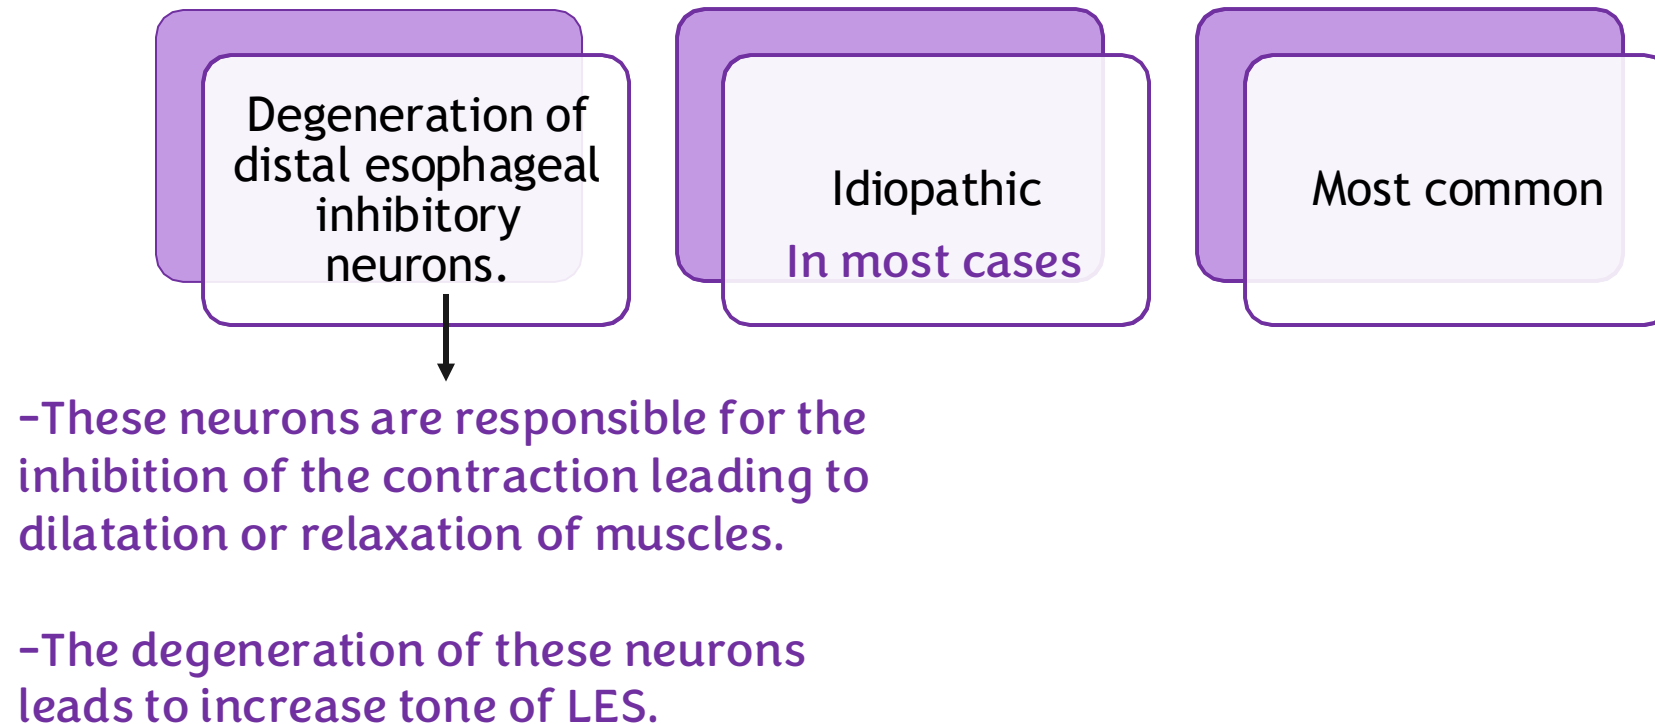 Degeneration of
distal esophageal
inhibitory
neurons.
Idiopathic
In most cases
Most common
-These neurons are responsible for the
inhibition of the contraction leading to
dilatation or relaxation of muscles.
-The degeneration of these neurons
leads to increase tone of LES.